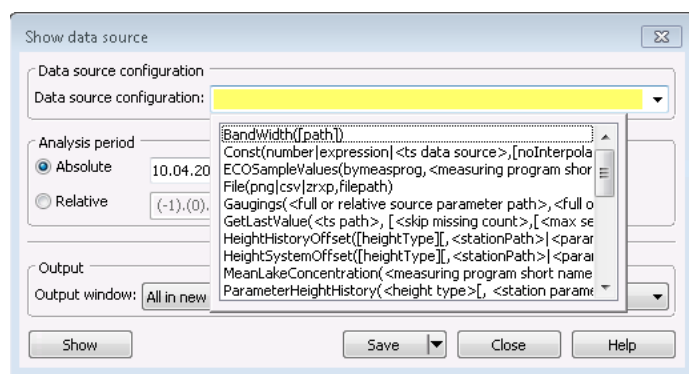 Show data source
Data source configuration
Data source configuration:
BandWidth([path])
Const(number|expression|<ts data source>,[noInterpola
ECOSampleValues(bymeasprog, <measuring program shor
File(png|csv|zrxp,filepath)
Gaugings(<full or relative source parameter path>, <full o
GetLastValue(<ts path>, [<skip missing count>,[<max se
HeightHistoryOffset([heightType][, <stationPath>|<paran
HeightSystemOffset([heightType][, <stationPath>|<parar
MeanLakeConcentration(<measuring program short name
ParameterHeightHistory(<height type>[, <station parame
Analysis period
Absolute
10.04.20
Relative
(-1).(0).
Output
Output window:
All in new
Show
Save
Close
Help